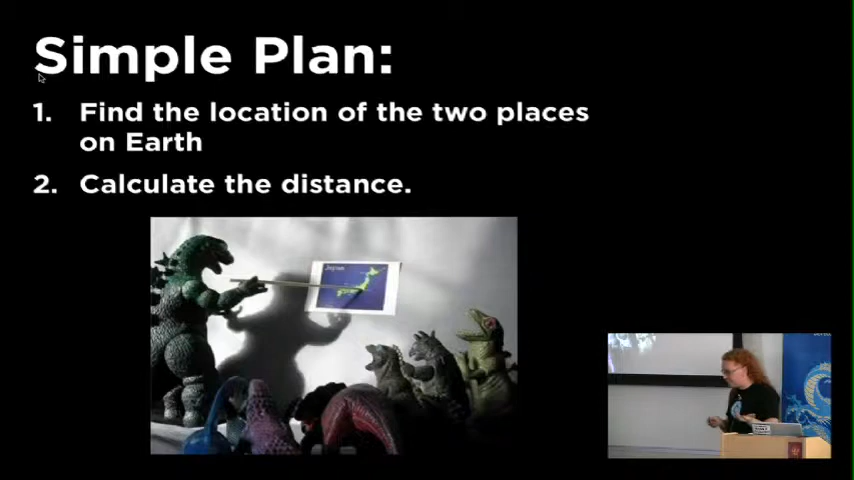 Simple Plan:
1. Find the location of the two places
on Earth
2. Calculate the distance.
Japan